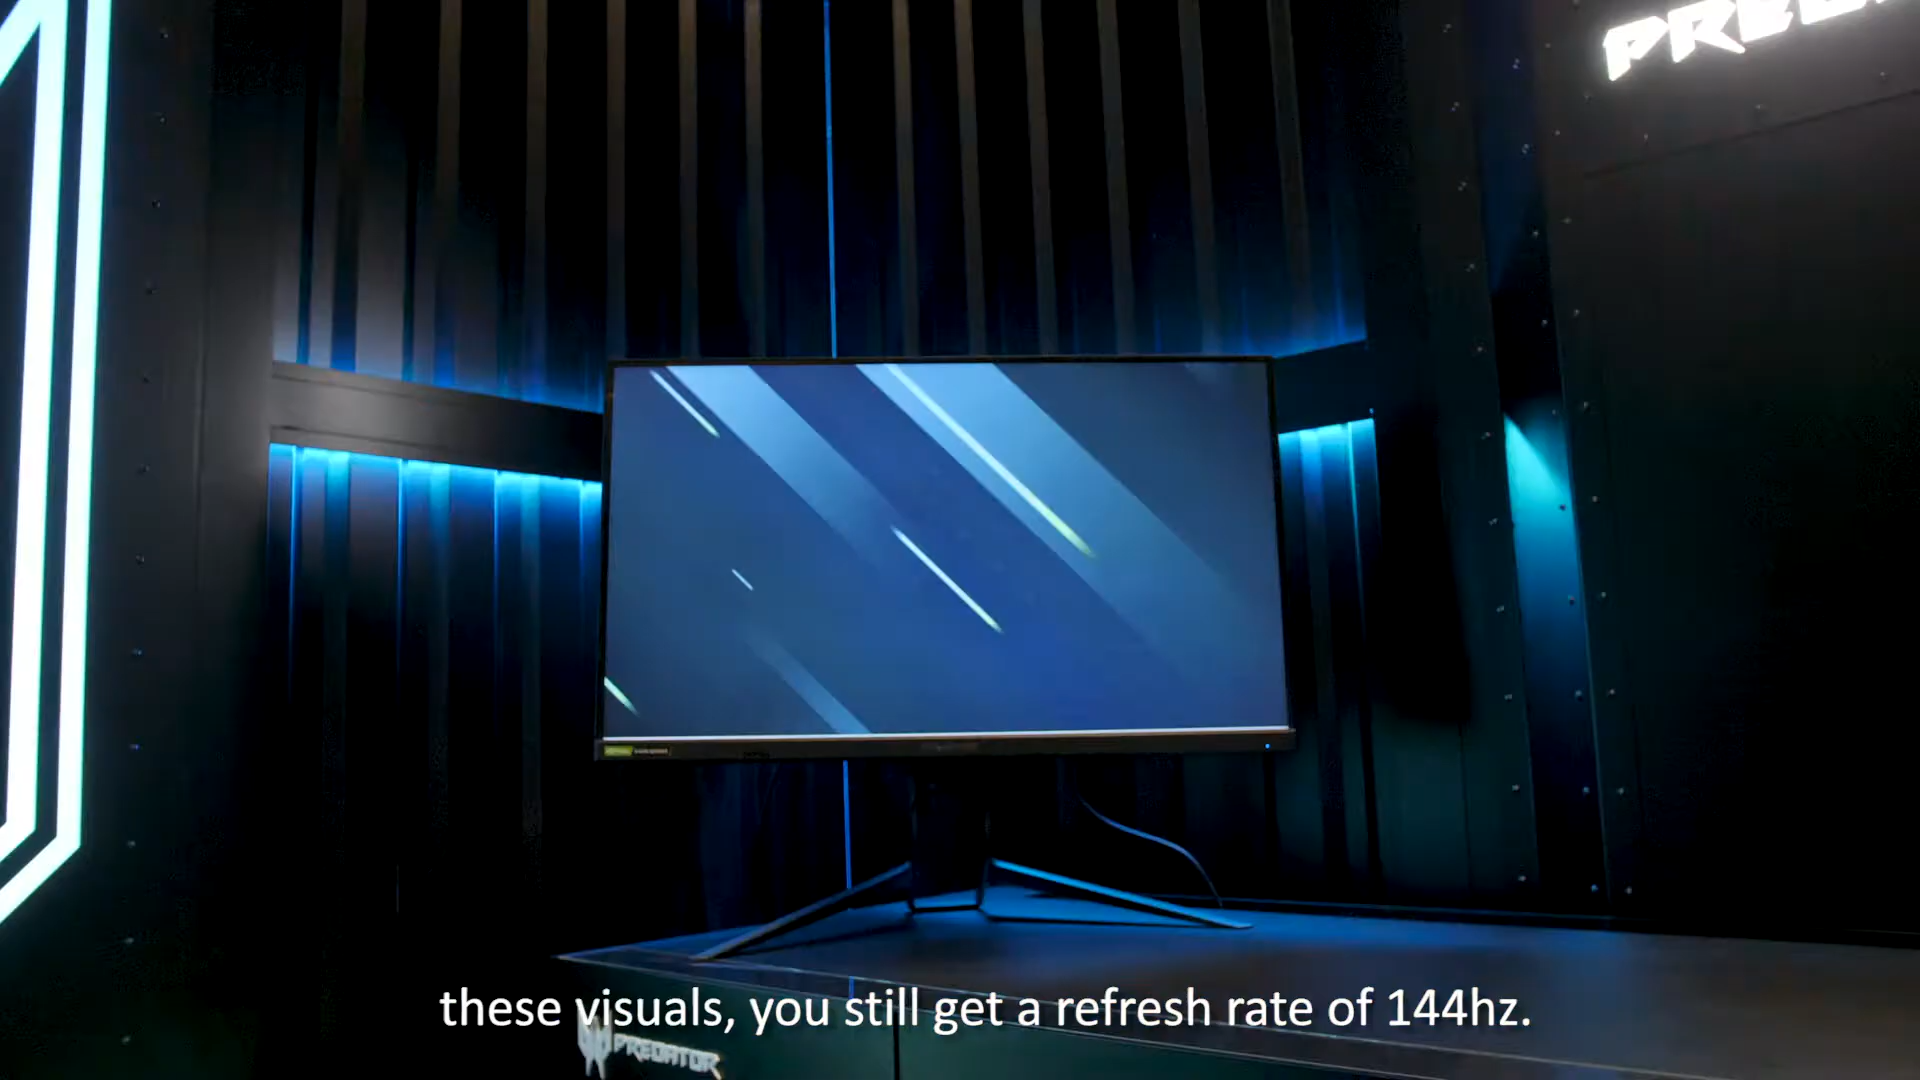 PRED
these visuals, you still get a refresh rate of 144hz.
PREDATOR